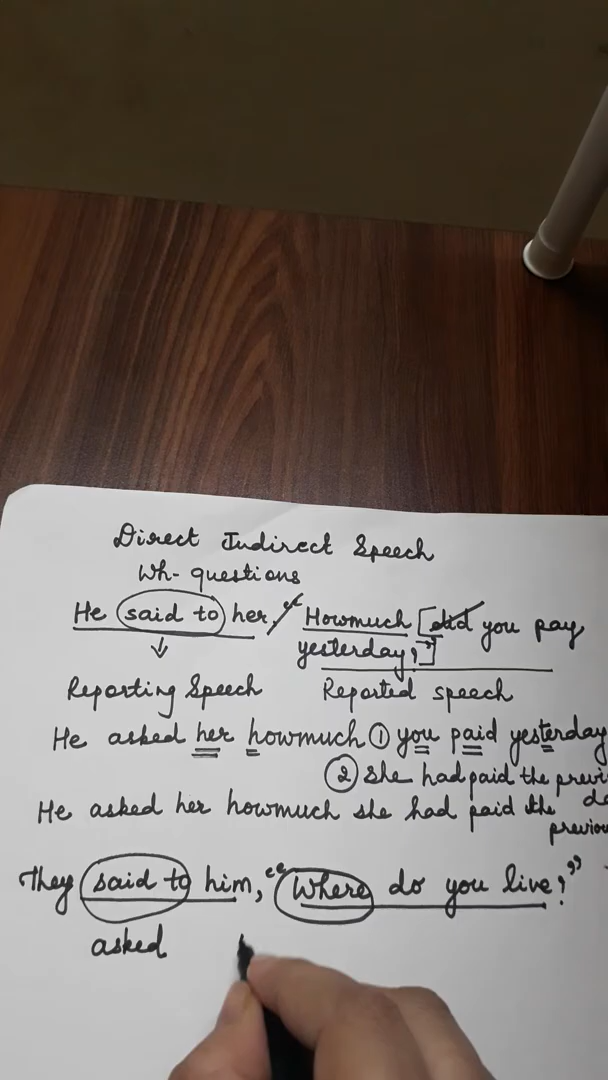 Direct Indirect Speech
Wh- questions
He said to her, “ Howmuch [did you pay
yesterday?”]
Reporting Speech Reported speech
He asked her howmuch ① you paid yesterday
② she had paid the previ
He asked her howmuch she had paid the
previou
They said to him, “Where do you live?”
asked